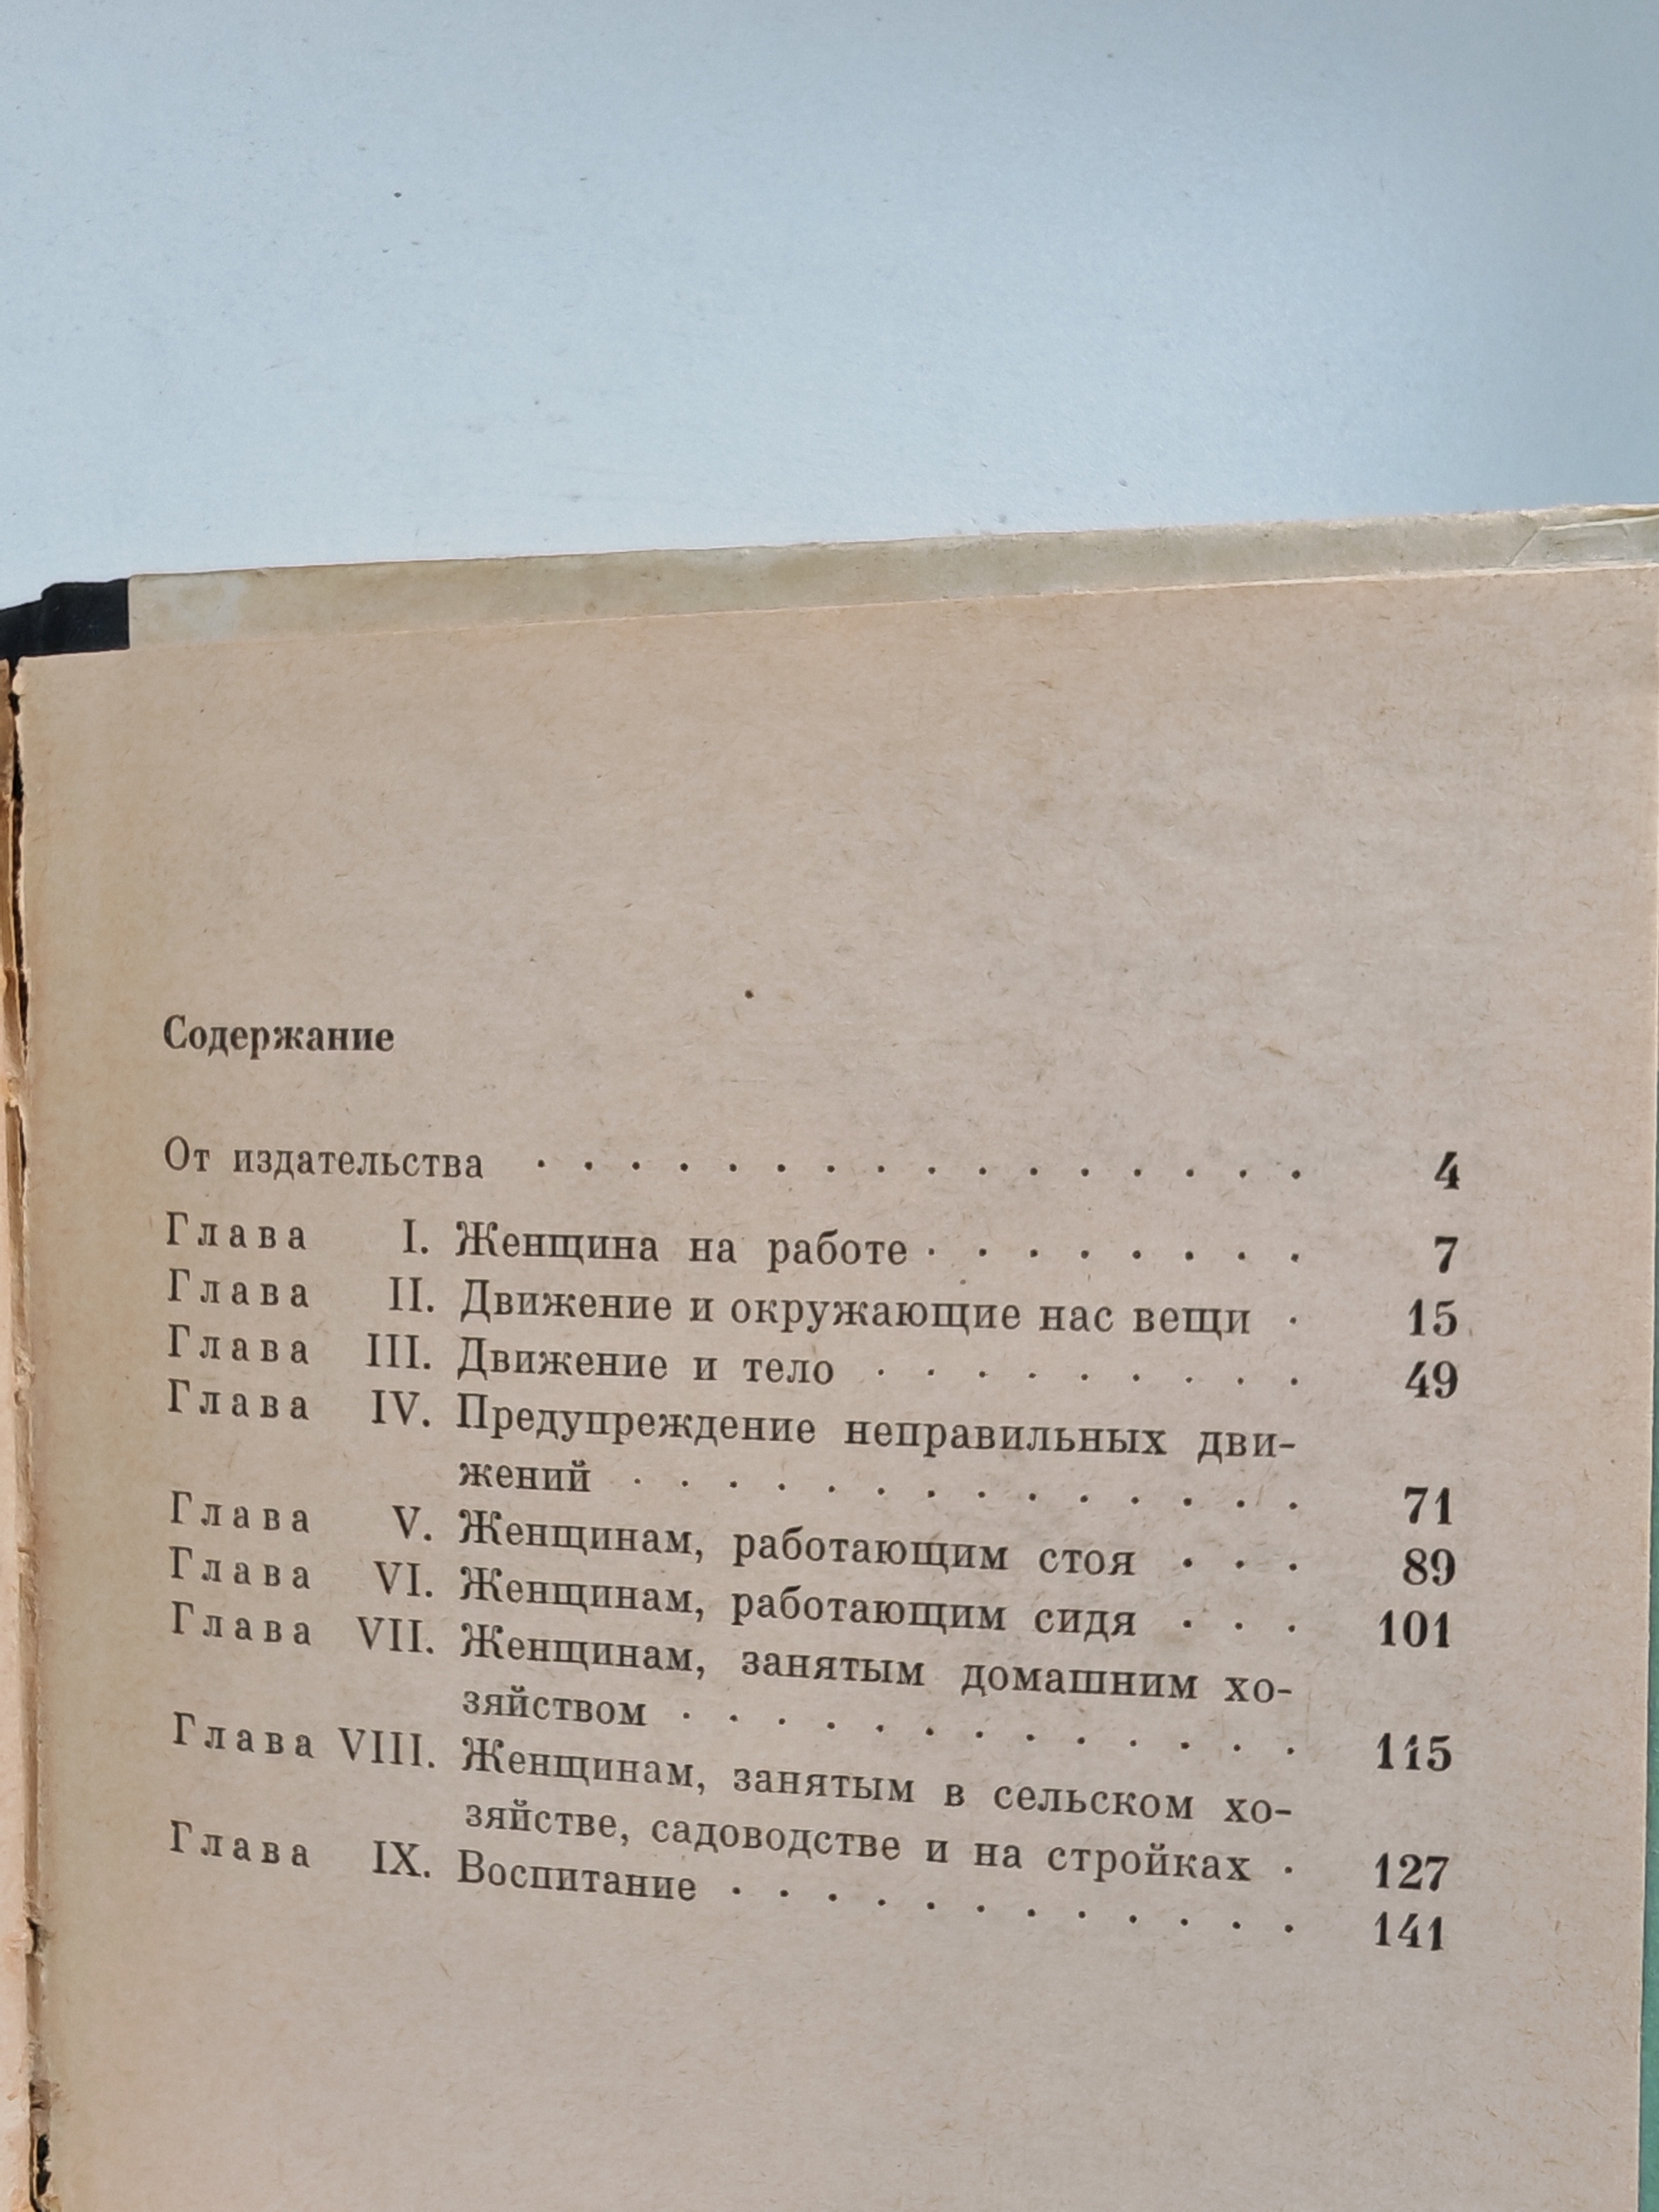 Содержание
От издательства . . . . . . . . . . . . . . . . 4
Глава I. Женщина на работе . . . . . . . . 7
Глава II. Движение и окружающие нас вещи . 15
Глава III. Движение и тело . . . . . . . . . 49
Глава IV. Предупреждение неправильных дви-
жений . . . . . . . . . . . . . . 71
Глава V. Женщинам, работающим стоя . . . 89
Глава VI. Женщинам, работающим сидя . . . 101
Глава VII. Женщинам, занятым домашним хо-
зяйством . . . . . . . . . . . . . 115
Глава VIII. Женщинам, занятым в сельском хо-
зяйстве, садоводстве и на стройках . 127
Глава IX. Воспитание . . . . . . . . . . . . 141